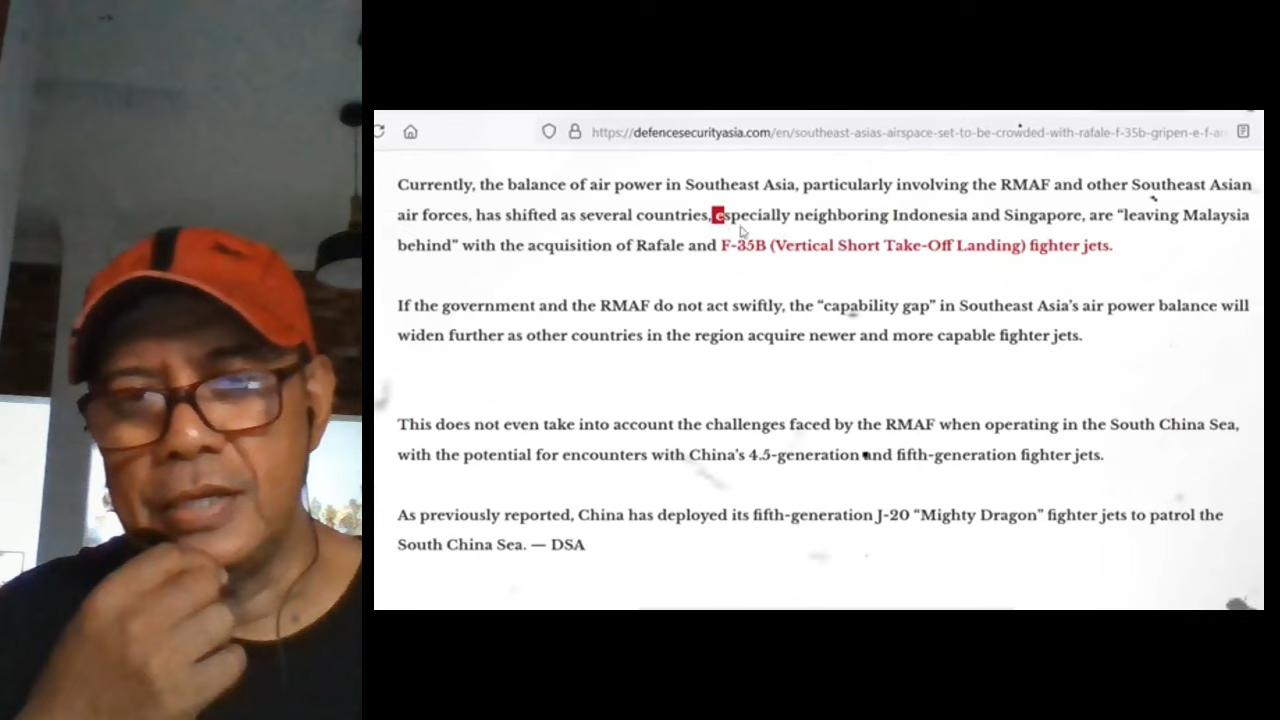 https://defencesecurityasia.com/en/southeast-asias-airspace-set-to-be-crowded-with-rafale-f-35b-gripen-e-f-a
Currently, the balance of air power in Southeast Asia, particularly involving the RMAF and other Southeast Asian
air forces, has shifted as several countries, especially neighboring Indonesia and Singapore, are “leaving Malaysia
behind” with the acquisition of Rafale and F-35B (Vertical Short Take-Off Landing) fighter jets.
If the government and the RMAF do not act swiftly, the “capability gap” in Southeast Asia’s air power balance will
widen further as other countries in the region acquire newer and more capable fighter jets.
This does not even take into account the challenges faced by the RMAF when operating in the South China Sea,
with the potential for encounters with China’s 4.5-generation and fifth-generation fighter jets.
As previously reported, China has deployed its fifth-generation J-20 “Mighty Dragon” fighter jets to patrol the
South China Sea. — DSA